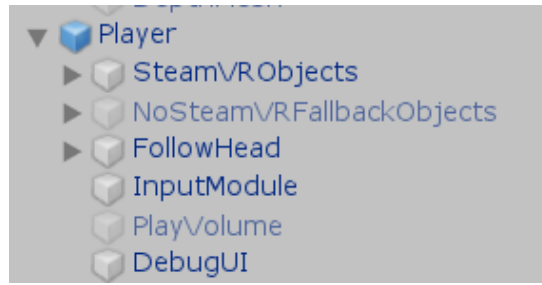 Player
SteamVRObjects
NoSteamVRFallbackObjects
FollowHead
InputModule
PlayVolume
DebugUI